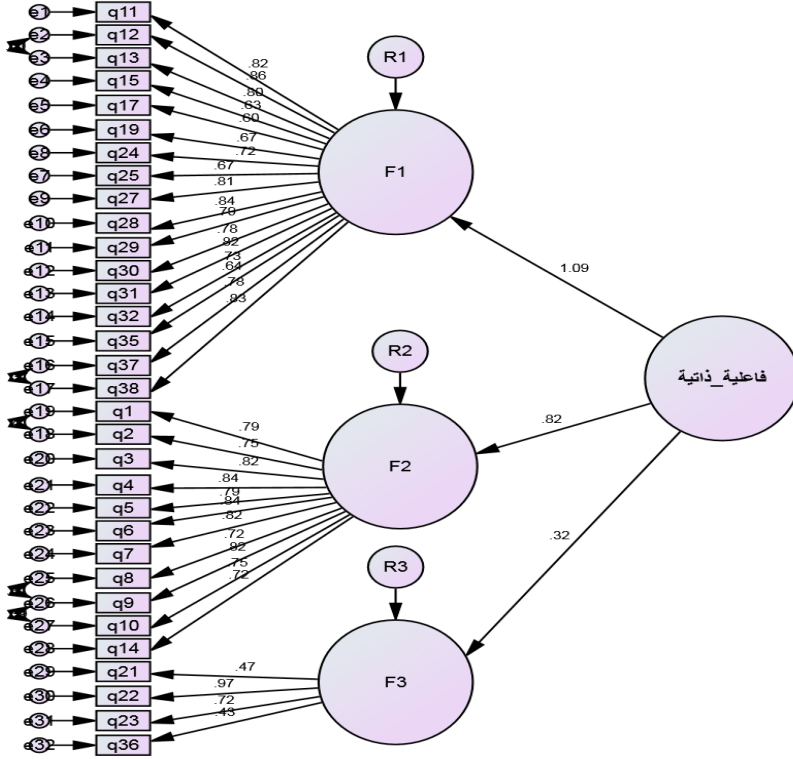 e1 q11
e2 q12
e3 q13
e4 q15
e5 q17
e6 q19
e8 q24
e7 q25
e9 q27
e10 q28
e11 q29
e12 q30
e13 q31
e14 q32
e15 q35
e16 q37
e17 q38
e19 q1
e18 q2
e20 q3
e21 q4
e22 q5
e23 q6
e24 q7
e25 q8
e26 q9
e27 q10
e28 q14
e29 q21
e30 q22
e31 q23
e32 q36
.82
.86
.80
.63
.60
.67
.72
.67
.81
.84
.70
.78
.82
.73
.64
.78
.83
.79
.75
.82
.84
.79
.84
.82
.72
.82
.75
.72
.47
.97
.72
.43
R1
F1
R2
F2
R3
F3
1.09
.82
.32
فاعلية_ذاتية